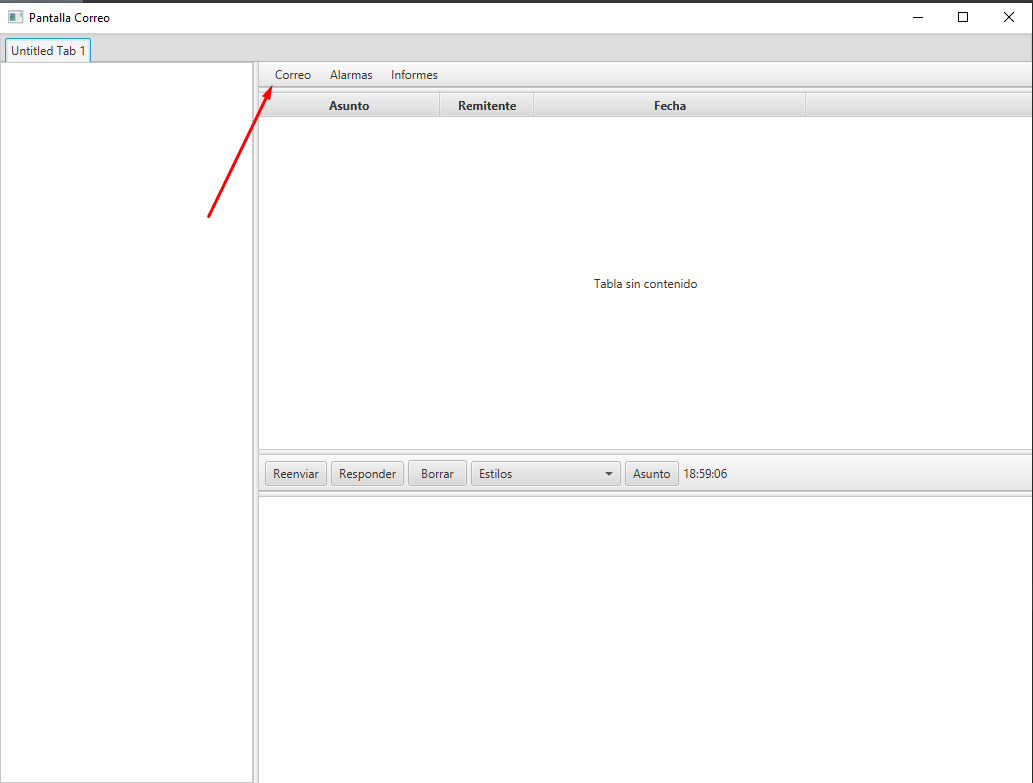 Pantalla Correo
Untitled Tab 1
Correo Alarmas Informes
Asunto Remitente Fecha
Tabla sin contenido
Reenviar Responder Borrar Estilos Asunto 18:59:06